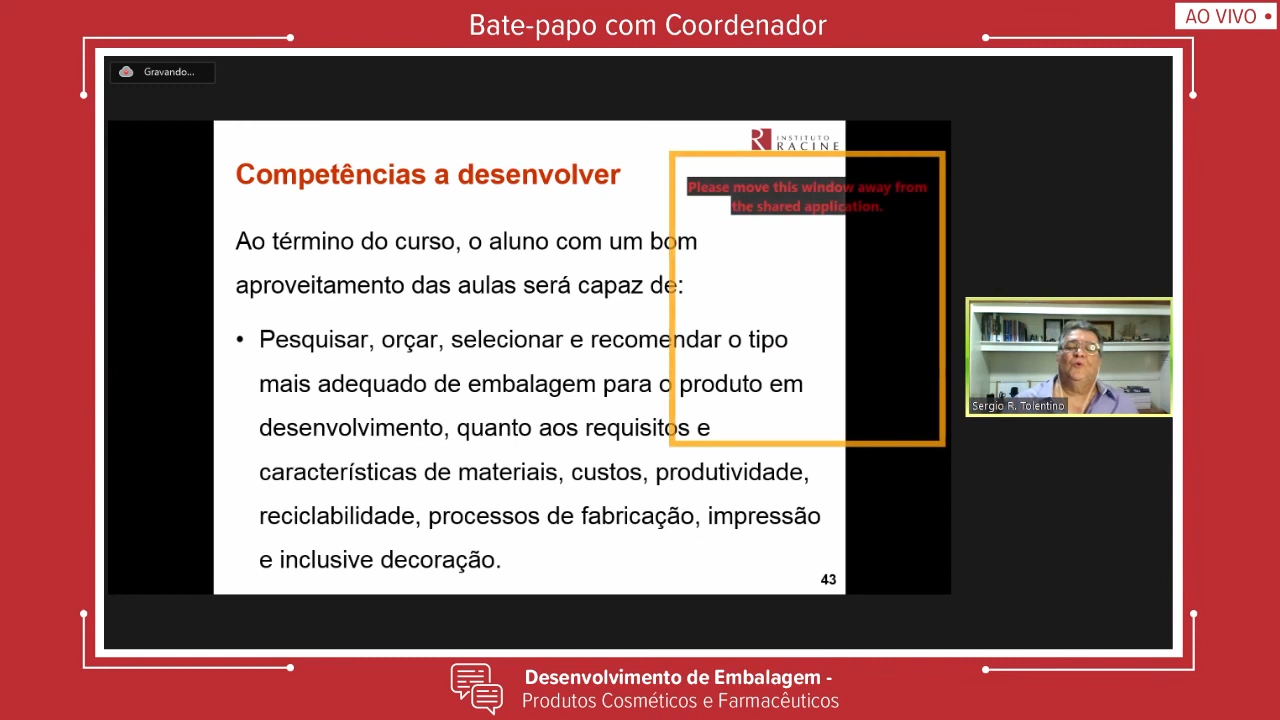 Bate-papo com Coordenador
AO VIVO
Gravando...
INSTITUTO
RACINE
Competências a desenvolver
Please move this window away from
the shared application.
Ao término do curso, o aluno com um bom
aproveitamento das aulas será capaz de:
• Pesquisar, orçar, selecionar e recomendar o tipo
mais adequado de embalagem para o produto em
desenvolvimento, quanto aos requisitos e
características de materiais, custos, produtividade,
reciclabilidade, processos de fabricação, impressão
e inclusive decoração.
43
Sergio R. Tolentino
Desenvolvimento de Embalagem -
Produtos Cosméticos e Farmacêuticos